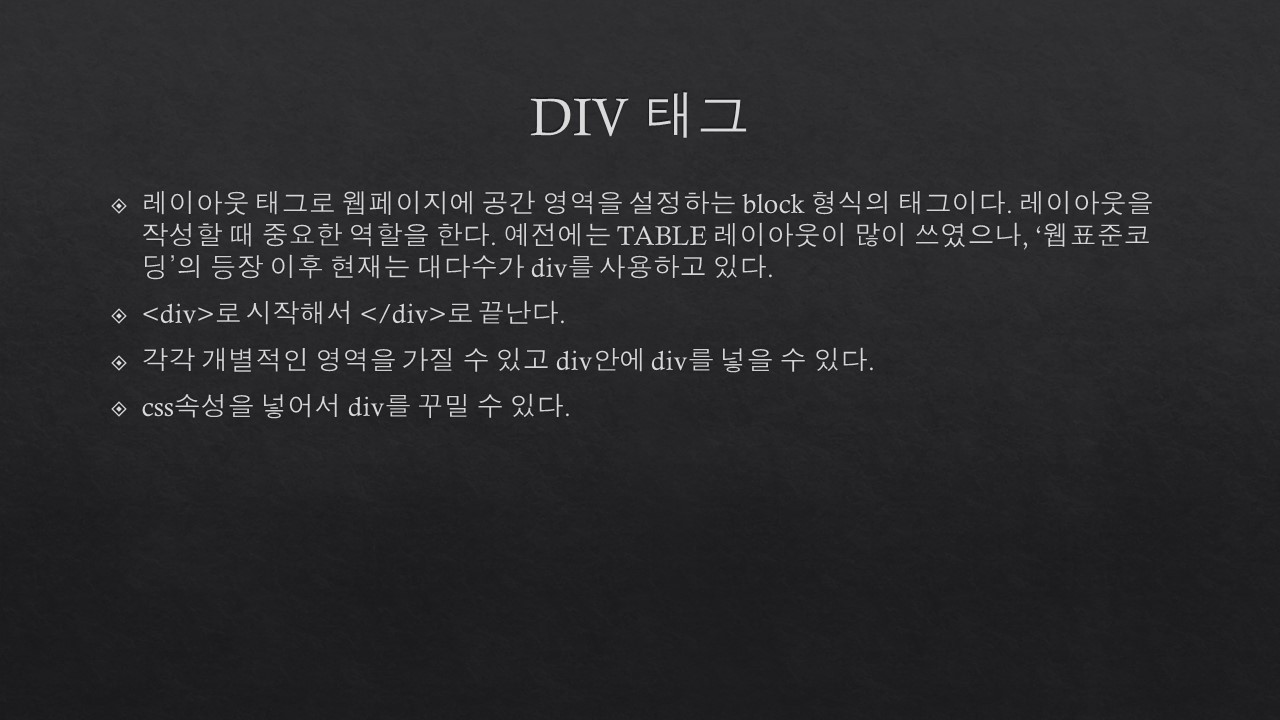 DIV 태그
레이아웃 태그로 웹페이지에 공간 영역을 설정하는 block 형식의 태그이다. 레이아웃을
작성할 때 중요한 역할을 한다. 예전에는 TABLE 레이아웃이 많이 쓰였으나, ‘웹표준코
딩’의 등장 이후 현재는 대다수가 div를 사용하고 있다.
<div>로 시작해서 </div>로 끝난다.
각각 개별적인 영역을 가질 수 있고 div안에 div를 넣을 수 있다.
css속성을 넣어서 div를 꾸밀 수 있다.